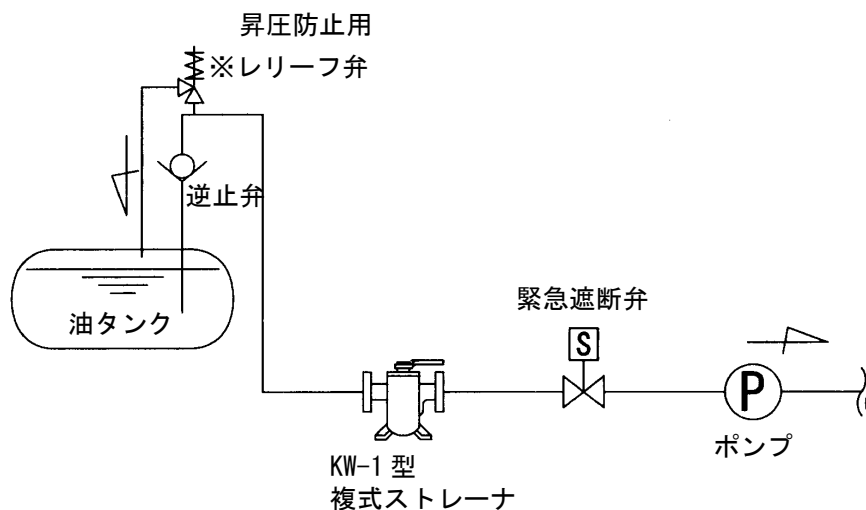 昇圧防止用
※レリーフ弁
逆止弁
油タンク
緊急遮断弁
S
P
ポンプ
KW-1 型
複式ストレーナ